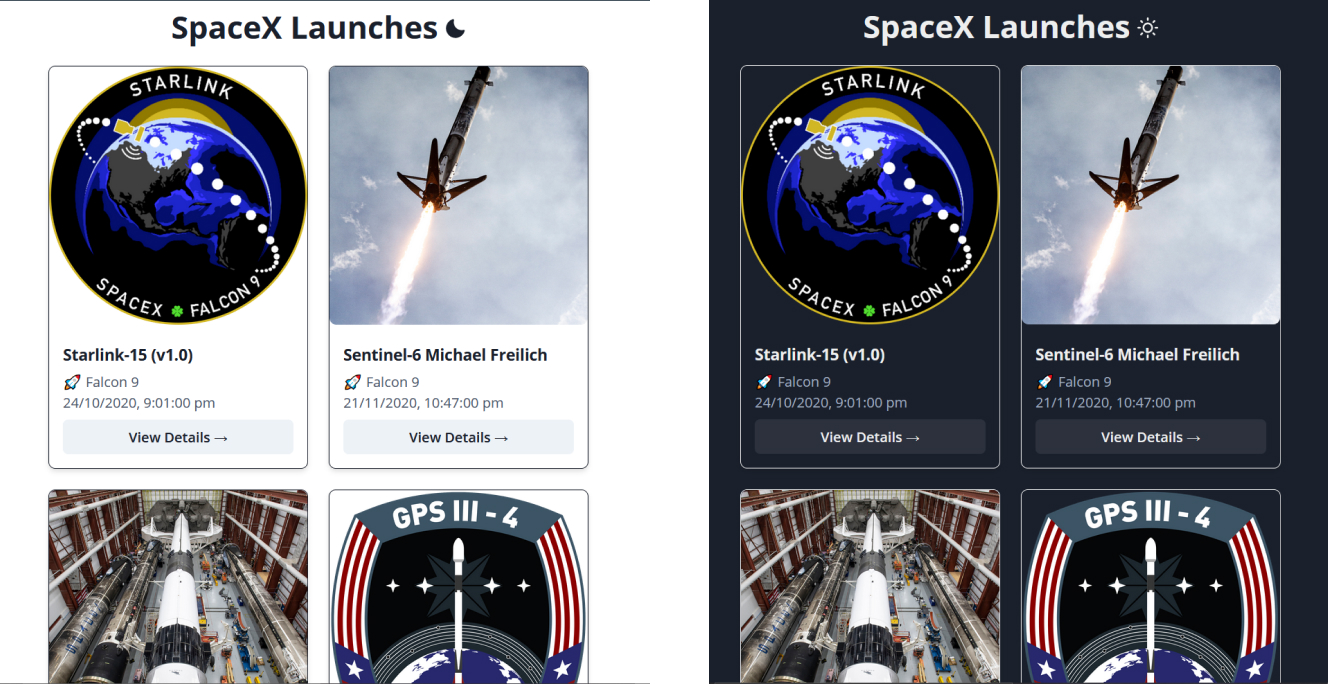 SpaceX Launches
STARLINK
SPACEX FALCON 9
Starlink-15 (v1.0)
🚀 Falcon 9
24/10/2020, 9:01:00 pm
View Details →
Sentinel-6 Michael Freilich
🚀 Falcon 9
21/11/2020, 10:47:00 pm
View Details →
GPS III - 4
SpaceX Launches
STARLINK
SPACEX FALCON 9
Starlink-15 (v1.0)
🚀 Falcon 9
24/10/2020, 9:01:00 pm
View Details →
Sentinel-6 Michael Freilich
🚀 Falcon 9
21/11/2020, 10:47:00 pm
View Details →
GPS III - 4